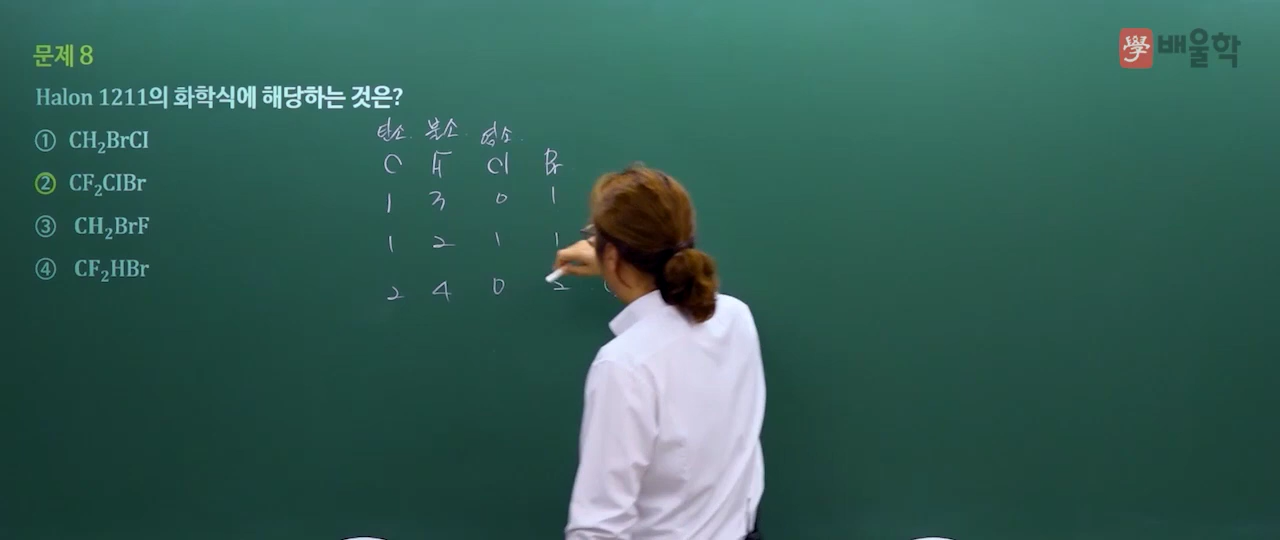 學 배울학
문제 8
Halon 1211의 화학식에 해당하는 것은?
① CH₂BrCl
② CF₂ClBr
③ CH₂BrF
④ CF₂HBr
탄소 불소 염소
C F Cl Br
1 3 0 1
1 2 1 1
2 4 0 2